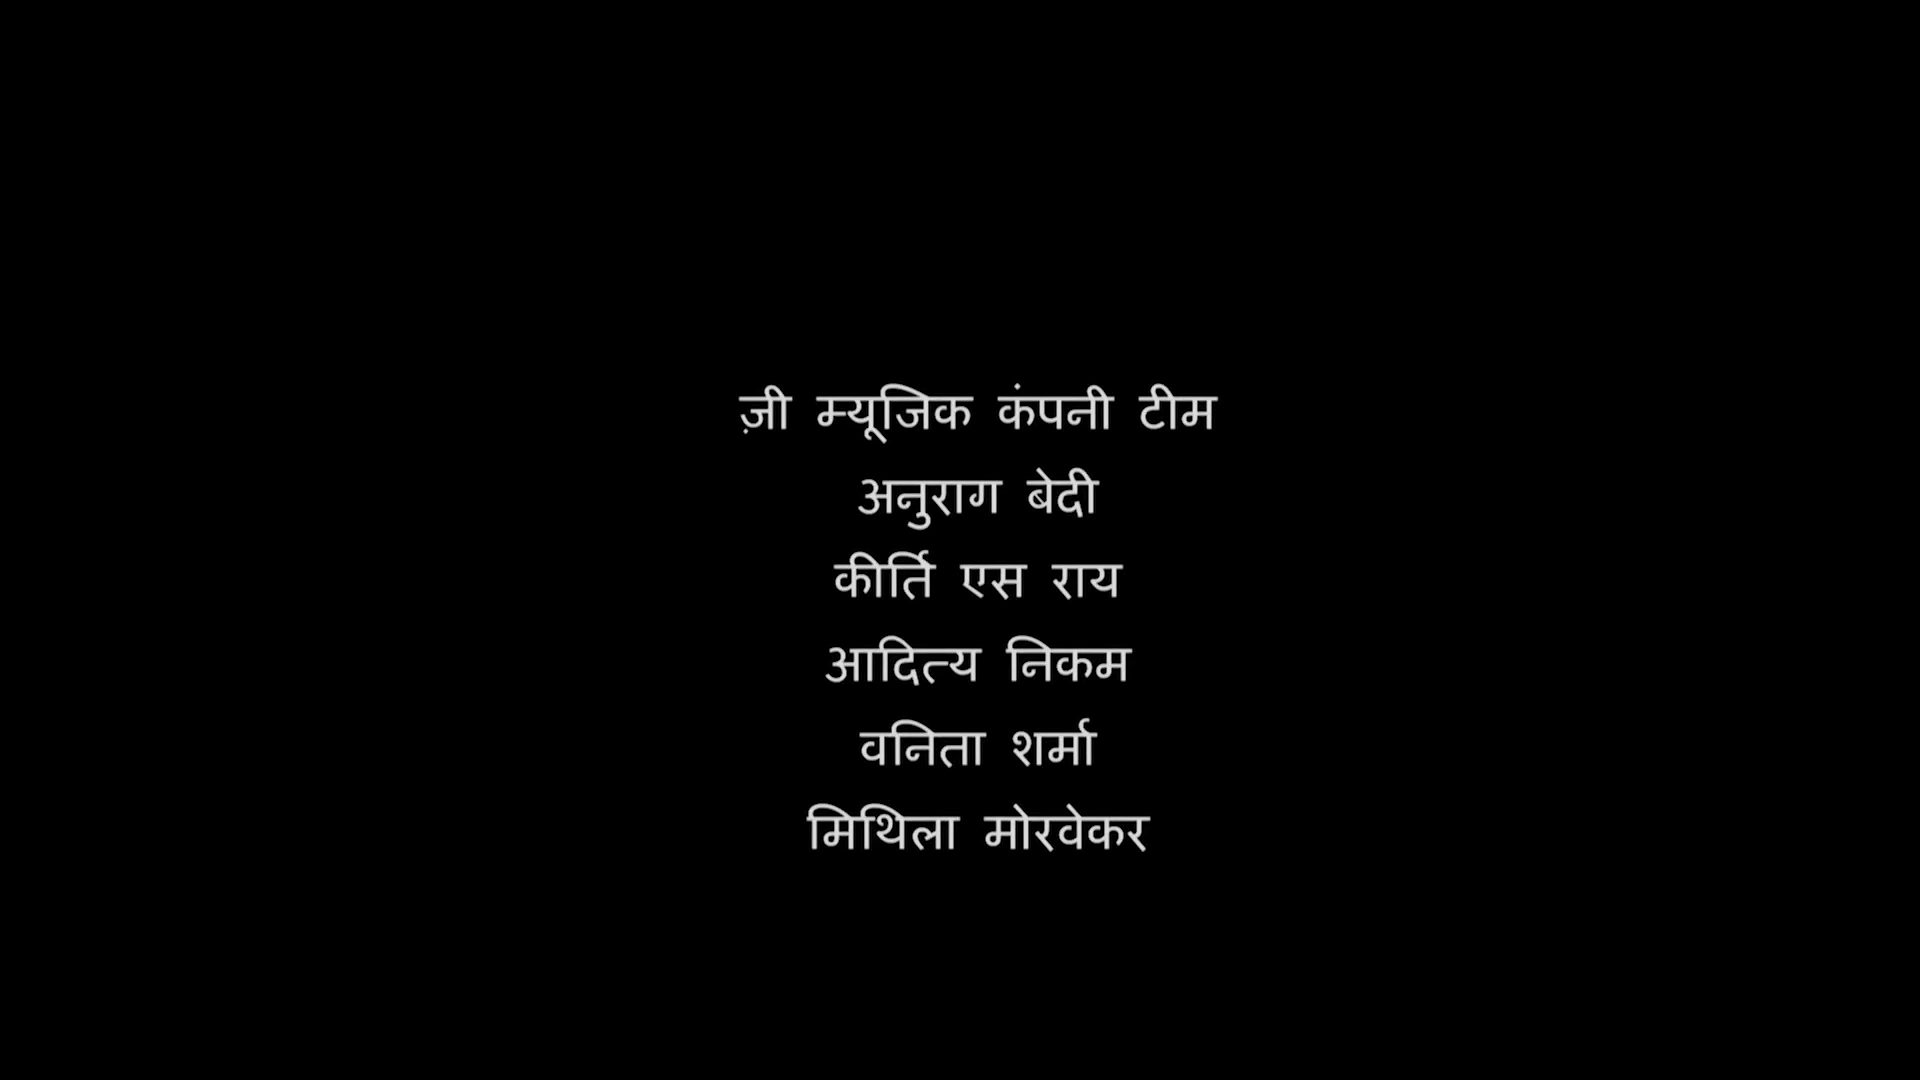 ज़ी म्यूजिक कंपनी टीम
अनुराग बेदी
कीर्ति एस राय
आदित्य निकम
वनिता शर्मा
मिथिला मोरवेकर